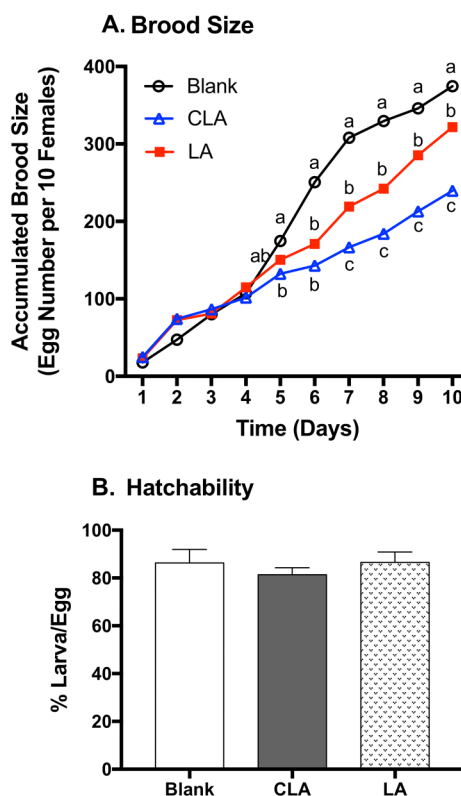 A. Brood Size
Accumulated Brood Size
(Egg Number per 10 Females)
400
300
200
100
0
Blank
CLA
LA
a
a
a
a
a
a
ab
b
b
b
b
b
b
b
c
c
c
c
1 2 3 4 5 6 7 8 9 10
Time (Days)
B. Hatchability
% Larva/Egg
100
80
60
40
20
0
Blank CLA LA